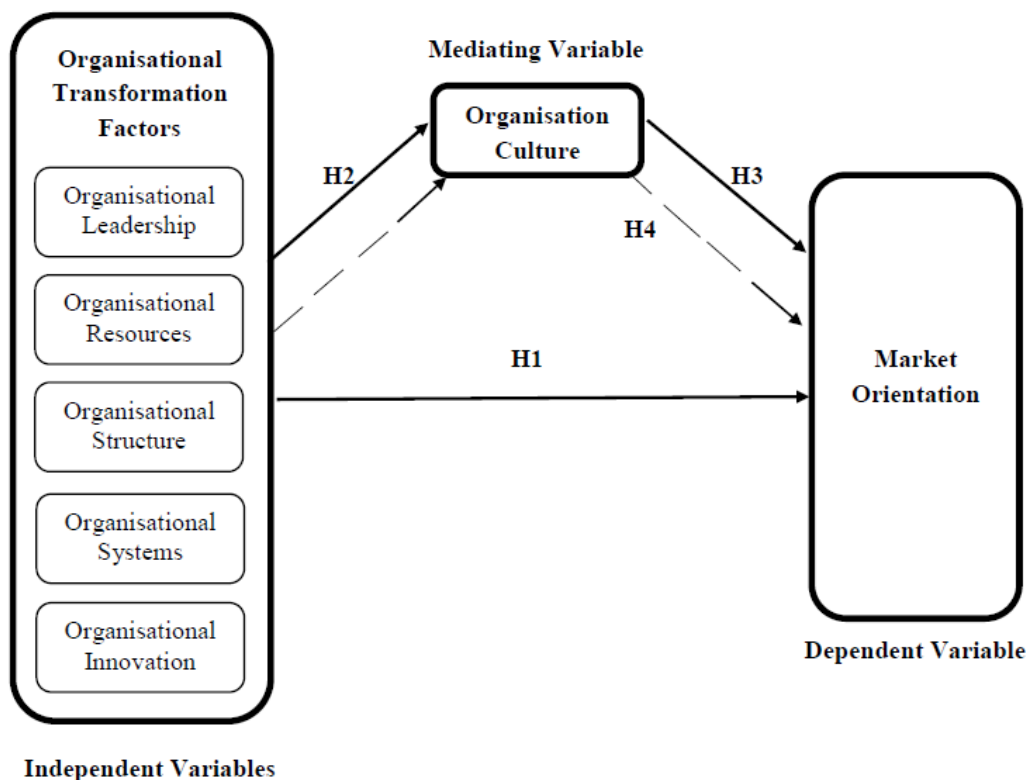 Organisational
Transformation
Factors
Organisational
Leadership
Organisational
Resources
Organisational
Structure
Organisational
Systems
Organisational
Innovation
Independent Variables
Mediating Variable
Organisation
Culture
H2
H3
H4
H1
Market
Orientation
Dependent Variable